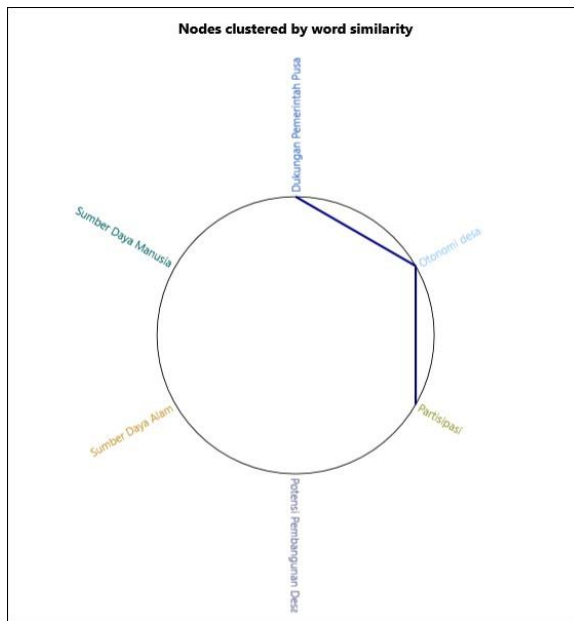 Nodes clustered by word similarity
Dukungan Pemerintah Pusa
Otonomi desa
Sumber Daya Manusia
Sumber Daya Alam
Partisipasi
Potensi Pembangunan Desa